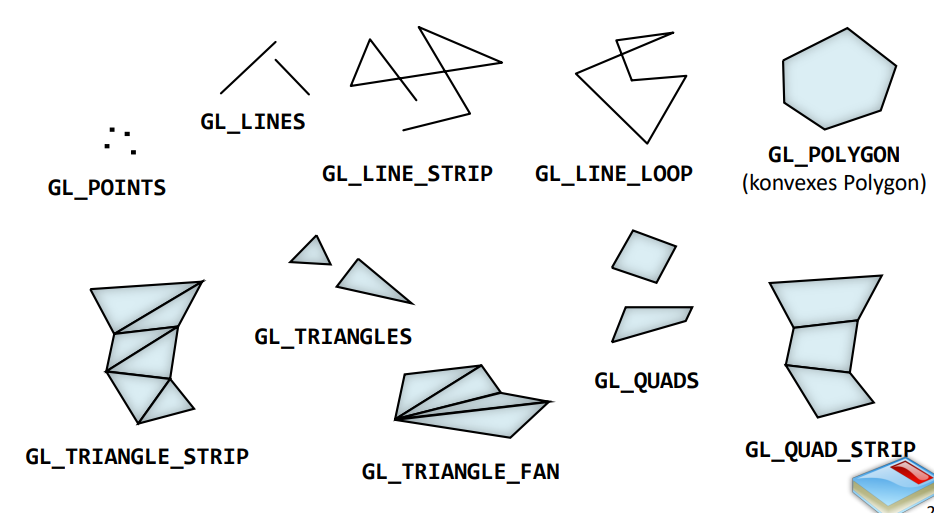 GL_LINES
GL_POINTS
GL_LINE_STRIP
GL_LINE_LOOP
GL_POLYGON
(konvexes Polygon)
GL_TRIANGLES
GL_QUADS
GL_TRIANGLE_STRIP
GL_TRIANGLE_FAN
GL_QUAD_STRIP